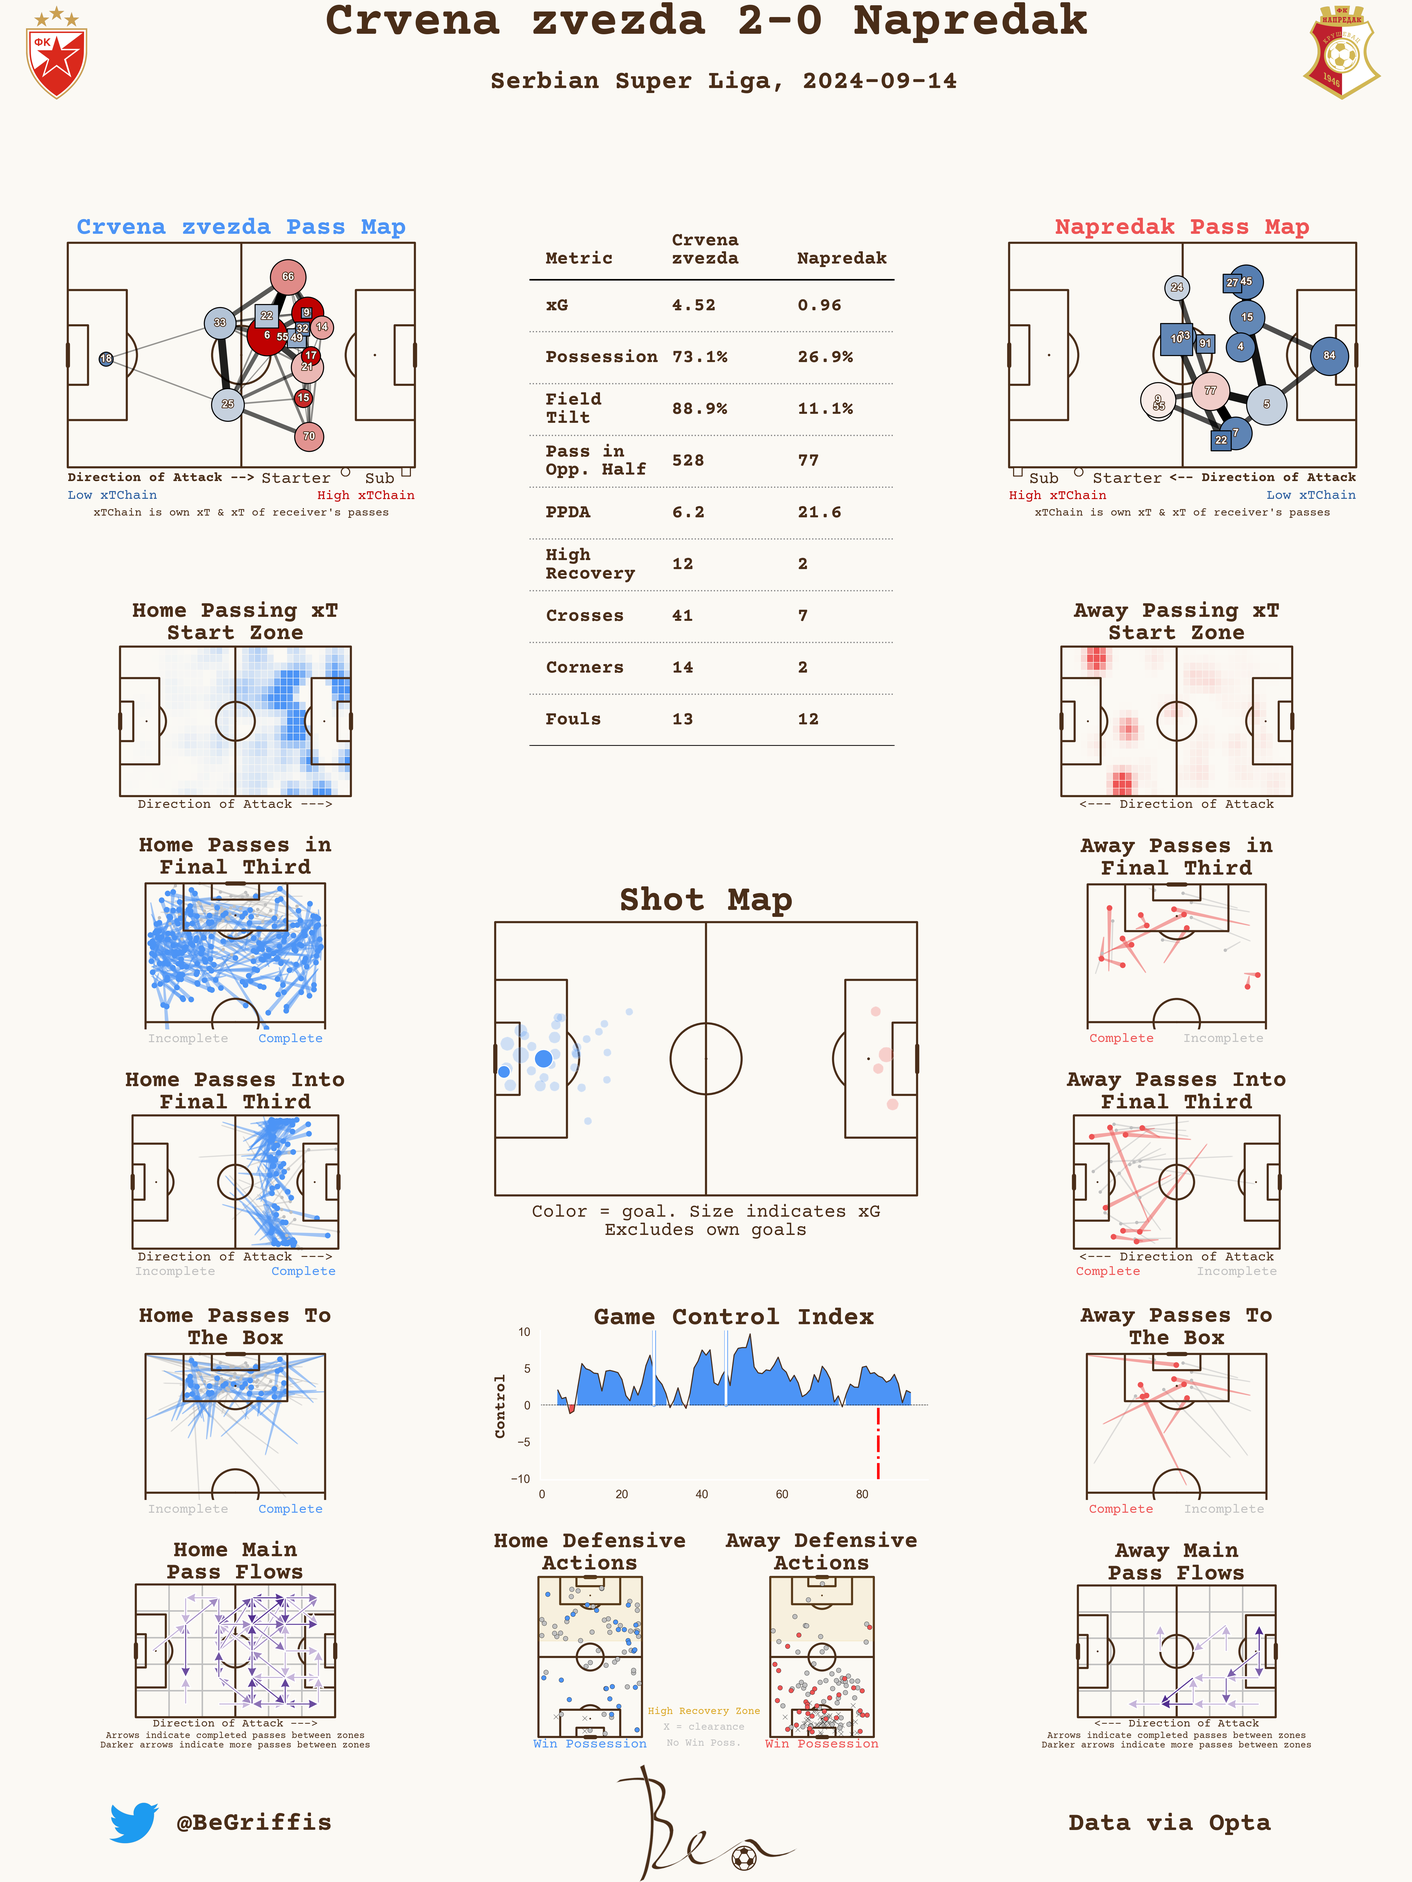 Crvena zvezda 2-0 Napredak
Serbian Super Liga, 2024-09-14
ФК
ФК
НАПРЕДАК
КРУШЕВАЦ
1946
Crvena zvezda Pass Map
66
33
22
9
6
55
49
32
14
18
17
21
15
25
70
Direction of Attack --> Starter Sub
Low xTChain High xTChain
xTChain is own xT & xT of receiver's passes
Metric Crvena zvezda Napredak
xG 4.52 0.96
Possession 73.1% 26.9%
Field Tilt 88.9% 11.1%
Pass in Opp. Half 528 77
PPDA 6.2 21.6
High Recovery 12 2
Crosses 41 7
Corners 14 2
Fouls 13 12
Napredak Pass Map
24
27
45
15
10
91
4
84
77
9
55
5
7
22
Sub Starter <-- Direction of Attack
High xTChain Low xTChain
xTChain is own xT & xT of receiver's passes
Home Passing xT
Start Zone
Direction of Attack --->
Away Passing xT
Start Zone
<--- Direction of Attack
Home Passes in
Final Third
Incomplete Complete
Away Passes in
Final Third
Complete Incomplete
Shot Map
Color = goal. Size indicates xG
Excludes own goals
Home Passes Into
Final Third
Direction of Attack --->
Incomplete Complete
Away Passes Into
Final Third
<--- Direction of Attack
Complete Incomplete
Home Passes To
The Box
Incomplete Complete
Game Control Index
Control
10
5
0
−5
−10
0 20 40 60 80
Away Passes To
The Box
Complete Incomplete
Home Main
Pass Flows
Direction of Attack --->
Arrows indicate completed passes between zones
Darker arrows indicate more passes between zones
Home Defensive
Actions
Win Possession
High Recovery Zone
X = clearance
No Win Poss.
Away Defensive
Actions
Win Possession
Away Main
Pass Flows
<--- Direction of Attack
Arrows indicate completed passes between zones
Darker arrows indicate more passes between zones
@BeGriffis
Ben
Data via Opta